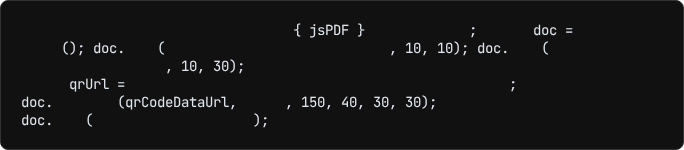 { jsPDF } ; doc =
(); doc. ( , 10, 10); doc. (
, 10, 30);
qrUrl = ;
doc. (qrCodeDataUrl, , 150, 40, 30, 30);
doc. ( );